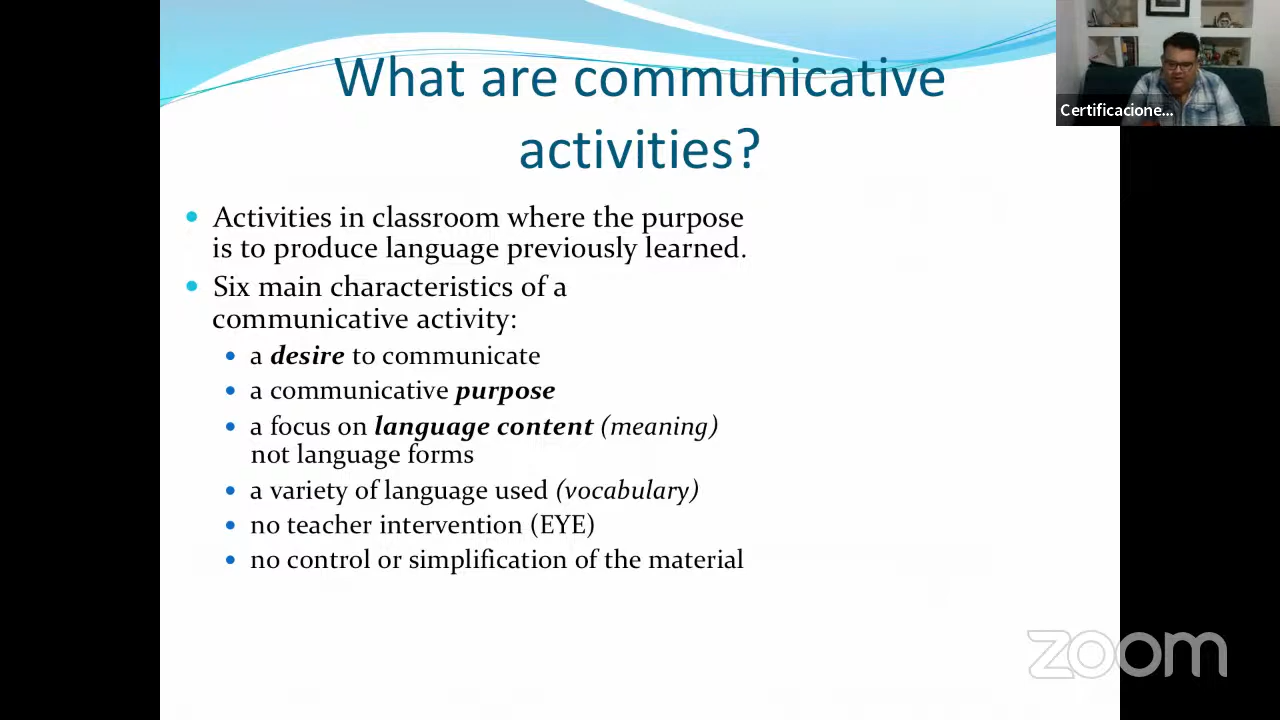 What are communicative
activities?
Certificacione...
Activities in classroom where the purpose
is to produce language previously learned.
Six main characteristics of a
communicative activity:
a desire to communicate
a communicative purpose
a focus on language content (meaning)
not language forms
a variety of language used (vocabulary)
no teacher intervention (EYE)
no control or simplification of the material
zoom